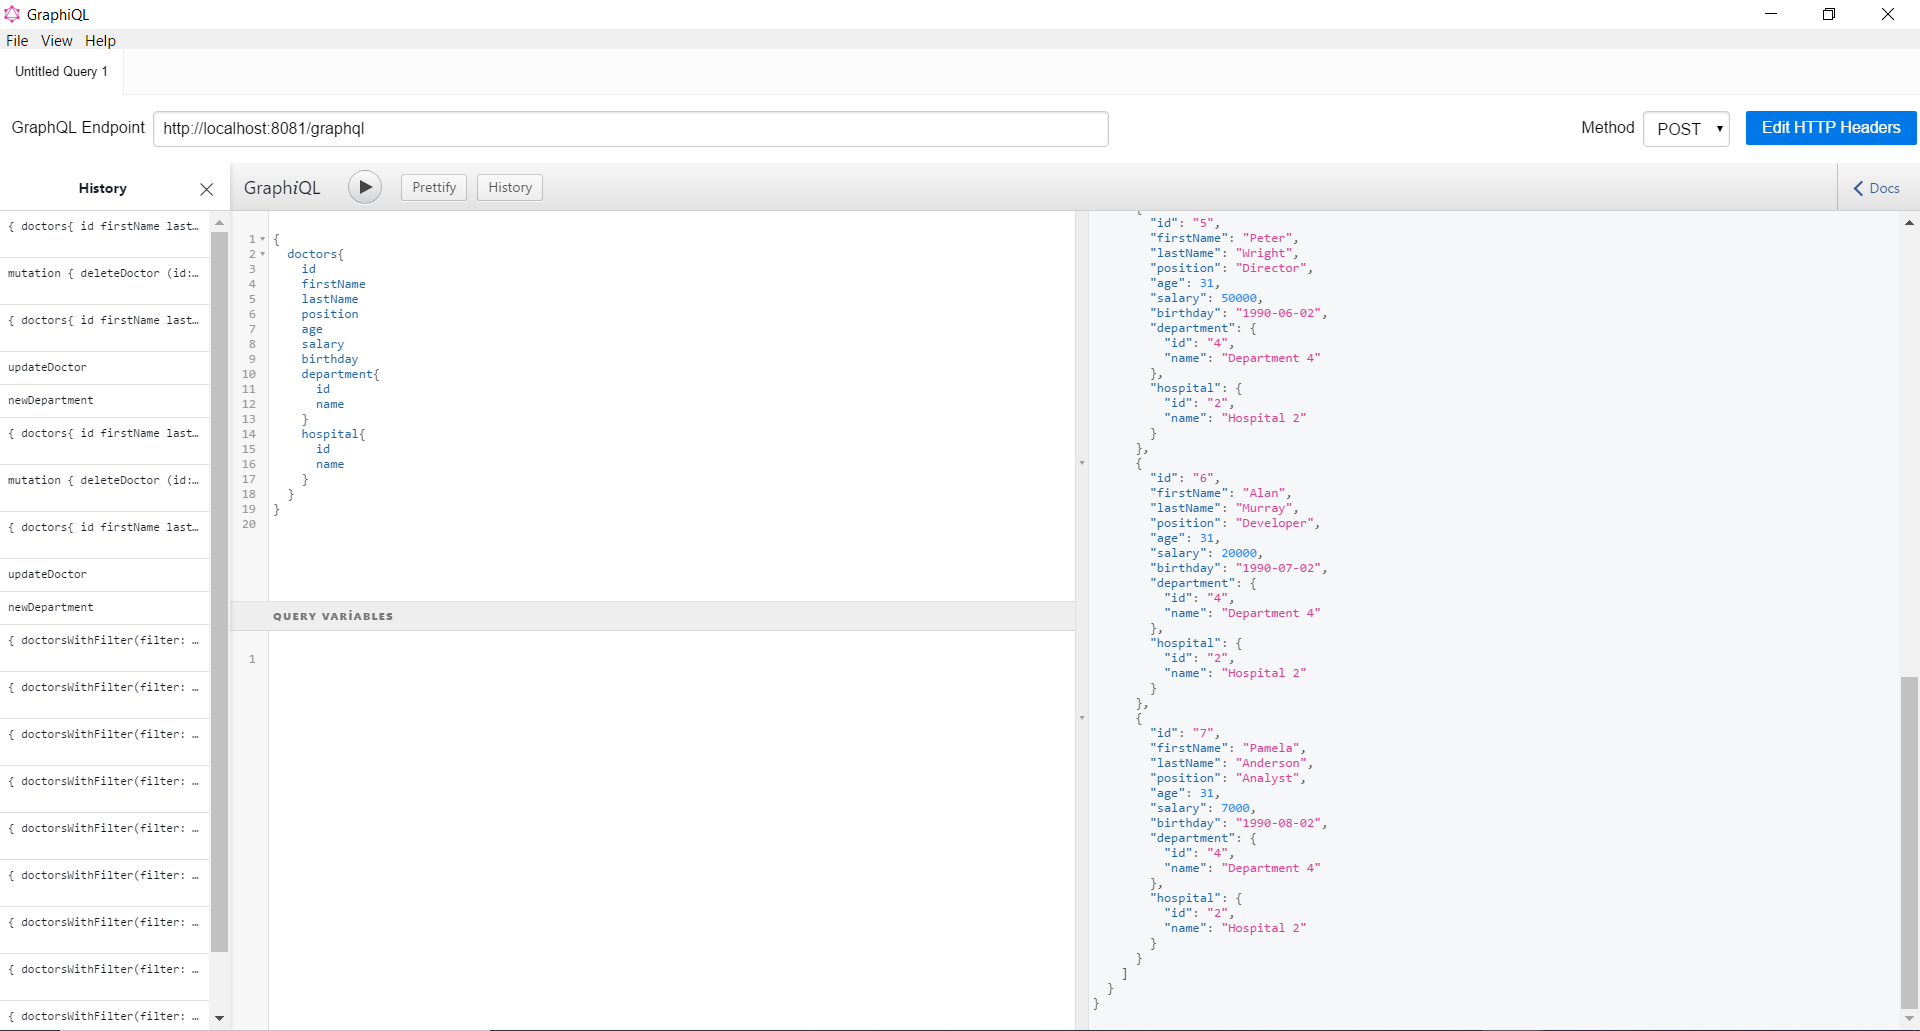 GraphiQL
File View Help
Untitled Query 1
GraphQL Endpoint http://localhost:8081/graphql Method POST Edit HTTP Headers
History
{ doctors{ id firstName last…
mutation { deleteDoctor (id:…
{ doctors{ id firstName last…
updateDoctor
newDepartment
{ doctors{ id firstName last…
mutation { deleteDoctor (id:…
{ doctors{ id firstName last…
updateDoctor
newDepartment
{ doctorsWithFilter(filter: …
{ doctorsWithFilter(filter: …
{ doctorsWithFilter(filter: …
{ doctorsWithFilter(filter: …
{ doctorsWithFilter(filter: …
{ doctorsWithFilter(filter: …
{ doctorsWithFilter(filter: …
{ doctorsWithFilter(filter: …
{ doctorsWithFilter(filter: …
GraphiQL Prettify History Docs
1 {
2 doctors{
3 id
4 firstName
5 lastName
6 position
7 age
8 salary
9 birthday
10 department{
11 id
12 name
13 }
14 hospital{
15 id
16 name
17 }
18 }
19 }
20
QUERY VARİABLES
1
{
"id": "5",
"firstName": "Peter",
"lastName": "Wright",
"position": "Director",
"age": 31,
"salary": 50000,
"birthday": "1990-06-02",
"department": {
"id": "4",
"name": "Department 4"
},
"hospital": {
"id": "2",
"name": "Hospital 2"
}
},
{
"id": "6",
"firstName": "Alan",
"lastName": "Murray",
"position": "Developer",
"age": 31,
"salary": 20000,
"birthday": "1990-07-02",
"department": {
"id": "4",
"name": "Department 4"
},
"hospital": {
"id": "2",
"name": "Hospital 2"
}
},
{
"id": "7",
"firstName": "Pamela",
"lastName": "Anderson",
"position": "Analyst",
"age": 31,
"salary": 7000,
"birthday": "1990-08-02",
"department": {
"id": "4",
"name": "Department 4"
},
"hospital": {
"id": "2",
"name": "Hospital 2"
}
}
]
}
}